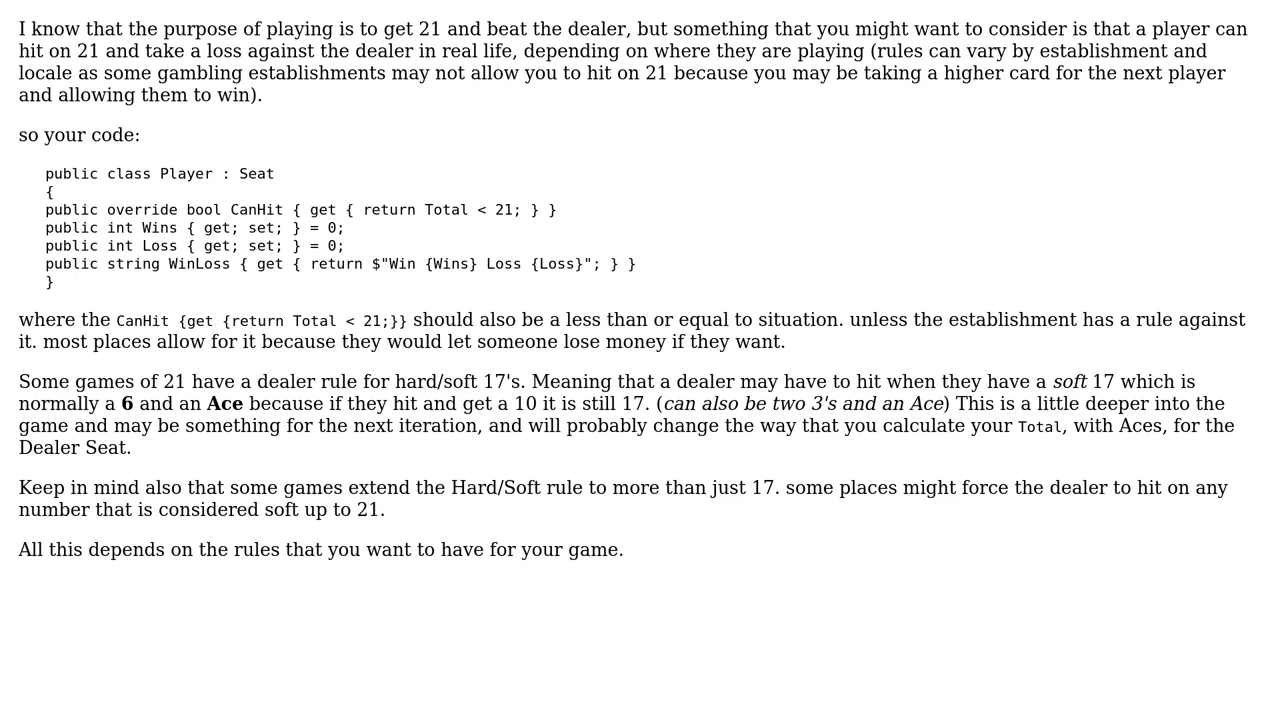 I know that the purpose of playing is to get 21 and beat the dealer, but something that you might want to consider is that a player can
hit on 21 and take a loss against the dealer in real life, depending on where they are playing (rules can vary by establishment and
locale as some gambling establishments may not allow you to hit on 21 because you may be taking a higher card for the next player
and allowing them to win).
so your code:
public class Player : Seat
{
public override bool CanHit { get { return Total < 21; } }
public int Wins { get; set; } = 0;
public int Loss { get; set; } = 0;
public string WinLoss { get { return $"Win {Wins} Loss {Loss}"; } }
}
where the CanHit {get {return Total < 21;}} should also be a less than or equal to situation. unless the establishment has a rule against
it. most places allow for it because they would let someone lose money if they want.
Some games of 21 have a dealer rule for hard/soft 17's. Meaning that a dealer may have to hit when they have a soft 17 which is
normally a 6 and an Ace because if they hit and get a 10 it is still 17. (can also be two 3's and an Ace) This is a little deeper into the
game and may be something for the next iteration, and will probably change the way that you calculate your Total, with Aces, for the
Dealer Seat.
Keep in mind also that some games extend the Hard/Soft rule to more than just 17. some places might force the dealer to hit on any
number that is considered soft up to 21.
All this depends on the rules that you want to have for your game.